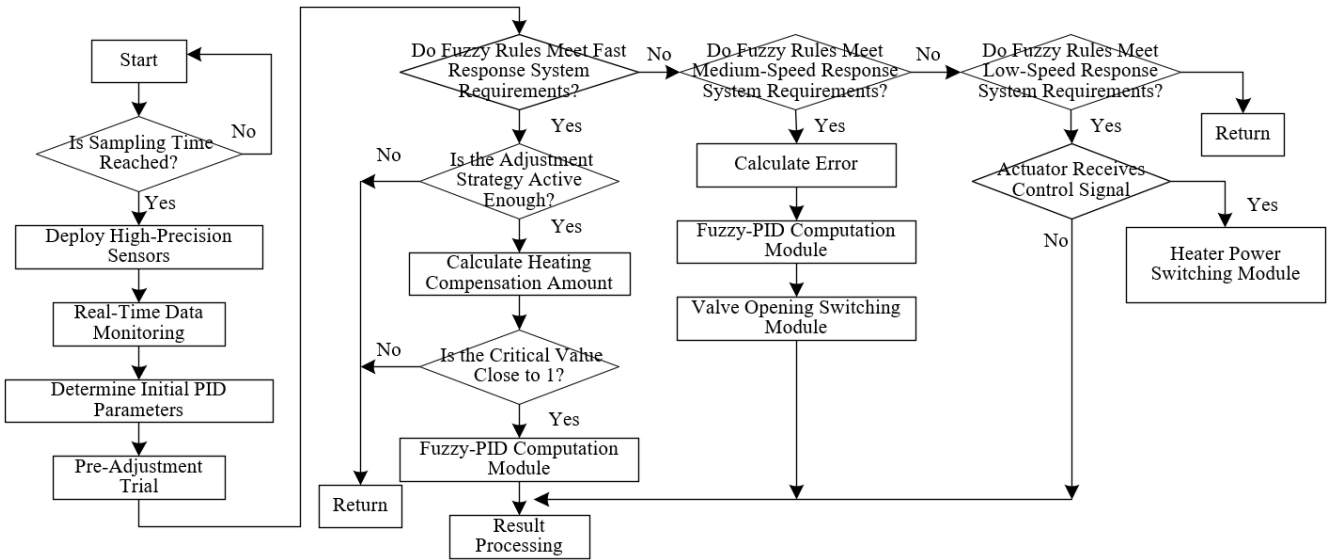 Start
Is Sampling Time
Reached?
No
Yes
Deploy High-Precision
Sensors
Real-Time Data
Monitoring
Determine Initial PID
Parameters
Pre-Adjustment
Trial
Do Fuzzy Rules Meet Fast
Response System
Requirements?
No
Yes
Is the Adjustment
Strategy Active
Enough?
No
Yes
Calculate Heating
Compensation Amount
Is the Critical Value
Close to 1?
No
Yes
Fuzzy-PID Computation
Module
Return
Result
Processing
Do Fuzzy Rules Meet
Medium-Speed Response
System Requirements?
No
Yes
Calculate Error
Fuzzy-PID Computation
Module
Valve Opening Switching
Module
Do Fuzzy Rules Meet
Low-Speed Response
System Requirements?
No
Return
Yes
Actuator Receives
Control Signal
Yes
No
Heater Power
Switching Module